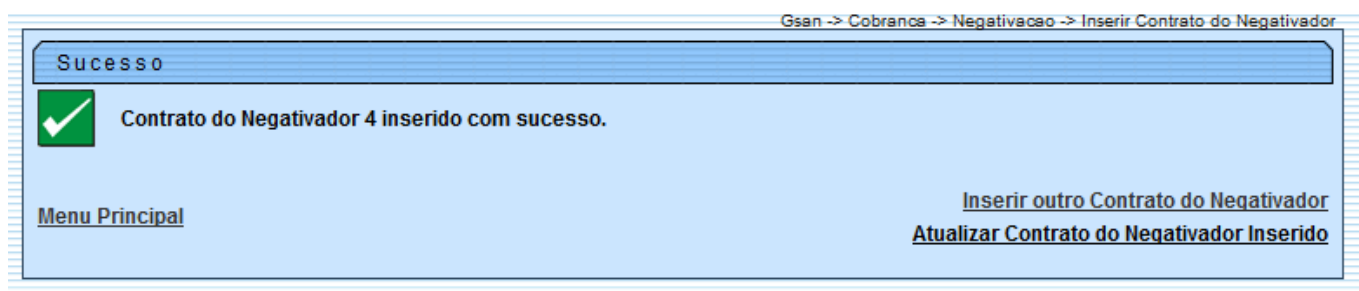 Gsan -> Cobranca -> Negativacao -> Inserir Contrato do Negativador
Sucesso
Contrato do Negativador 4 inserido com sucesso.
Inserir outro Contrato do Negativador
Menu Principal
Atualizar Contrato do Negativador Inserido